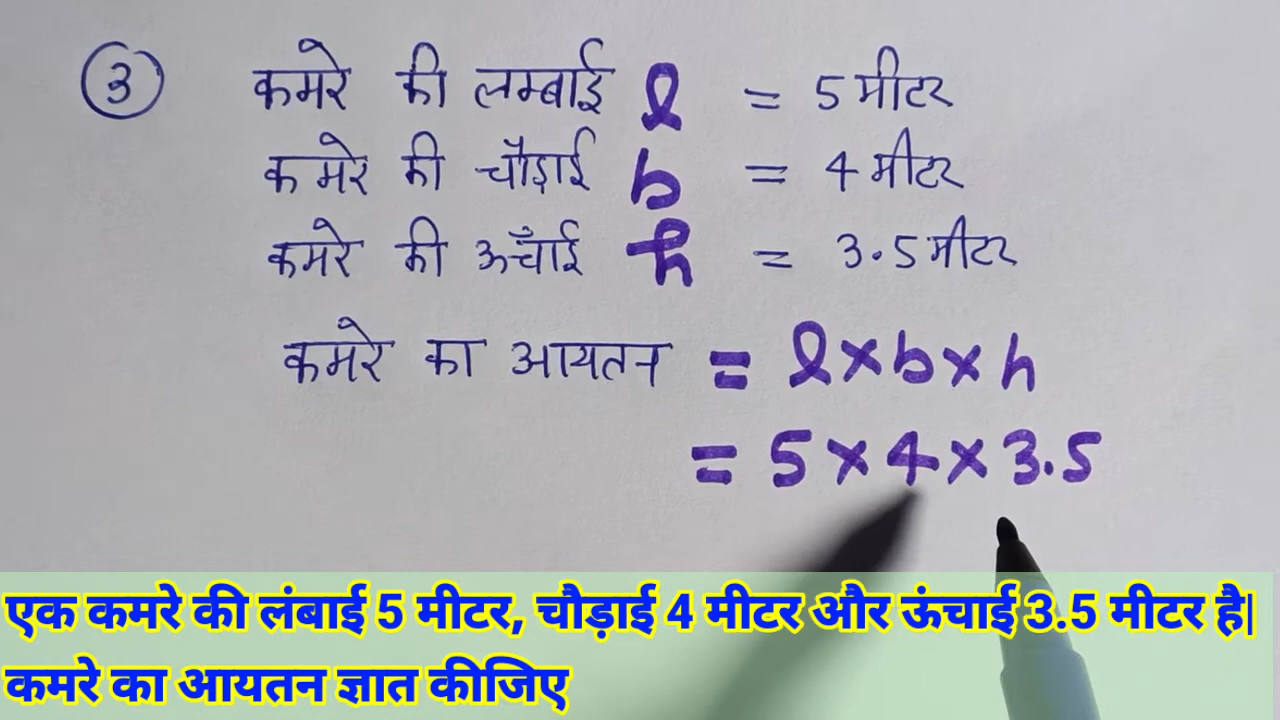 3 कमरे की लम्बाई l = 5 मीटर
कमरे की चौड़ाई b = 4 मीटर
कमरे की ऊँचाई h = 3.5 मीटर
कमरे का आयतन = l×b×h
= 5×4×3.5
एक कमरे की लंबाई 5 मीटर, चौड़ाई 4 मीटर और ऊंचाई 3.5 मीटर है|
कमरे का आयतन ज्ञात कीजिए